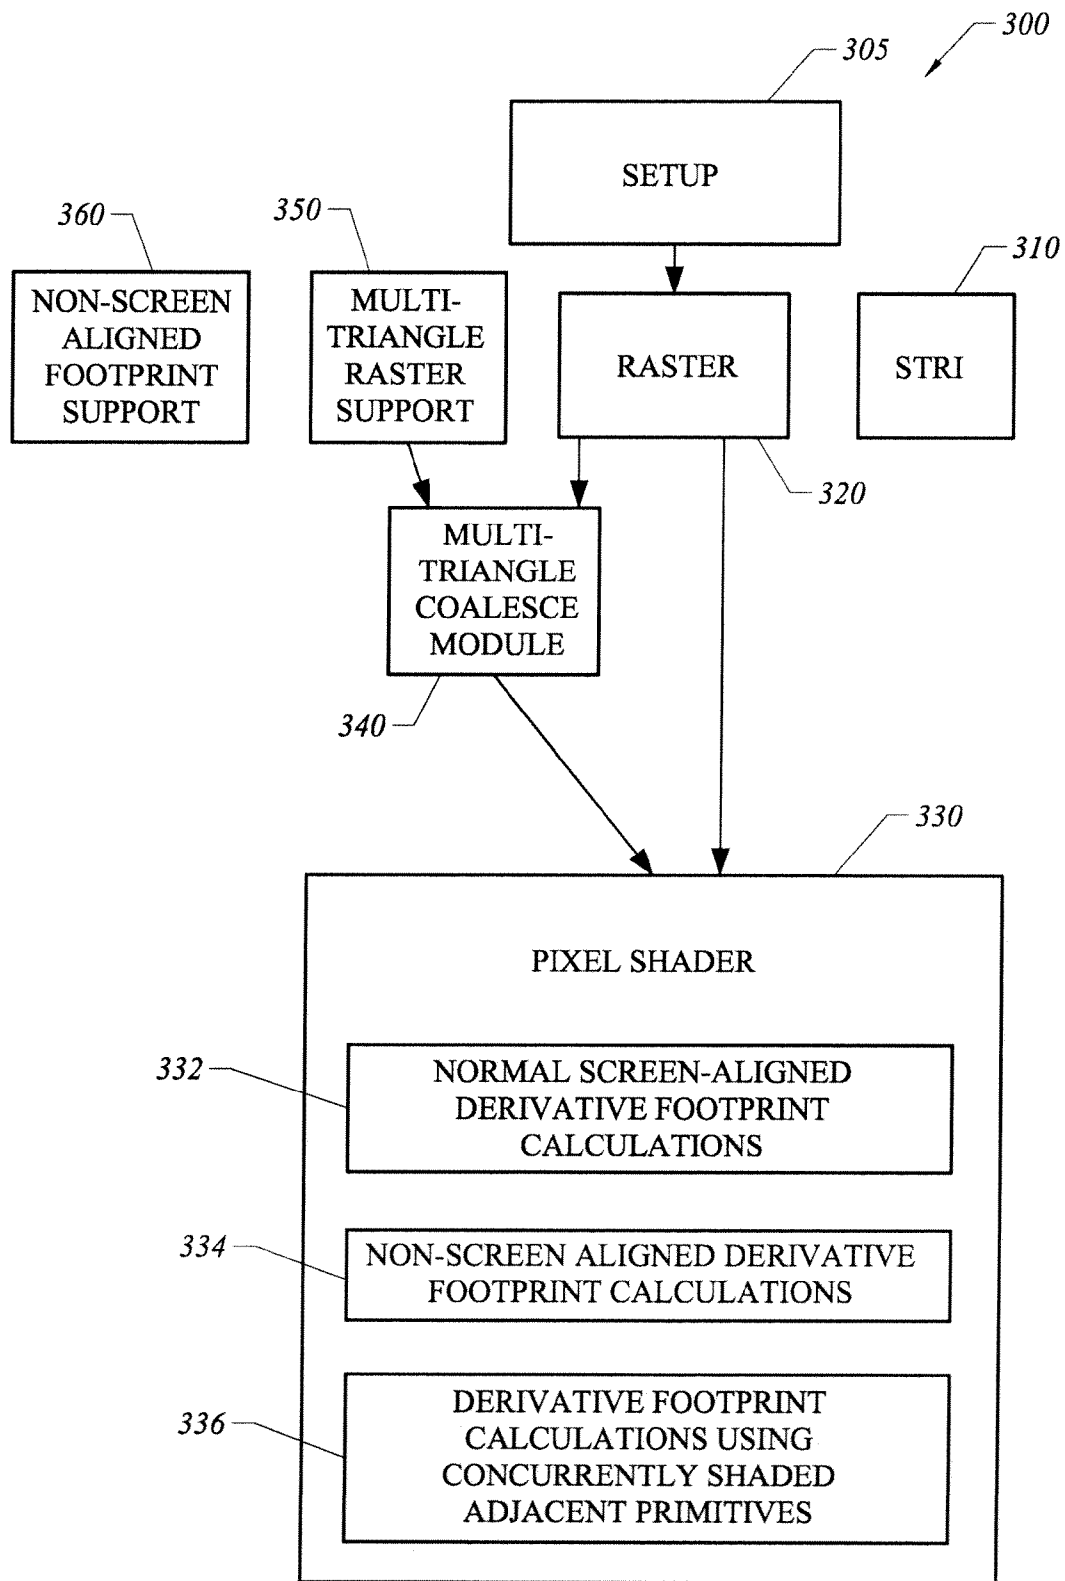 300
305
SETUP
360
350
310
NON-SCREEN
ALIGNED
FOOTPRINT
SUPPORT
MULTI-
TRIANGLE
RASTER
SUPPORT
RASTER
STRI
320
MULTI-
TRIANGLE
COALESCE
MODULE
340
330
PIXEL SHADER
332
NORMAL SCREEN-ALIGNED
DERIVATIVE FOOTPRINT
CALCULATIONS
334
NON-SCREEN ALIGNED DERIVATIVE
FOOTPRINT CALCULATIONS
336
DERIVATIVE FOOTPRINT
CALCULATIONS USING
CONCURRENTLY SHADED
ADJACENT PRIMITIVES